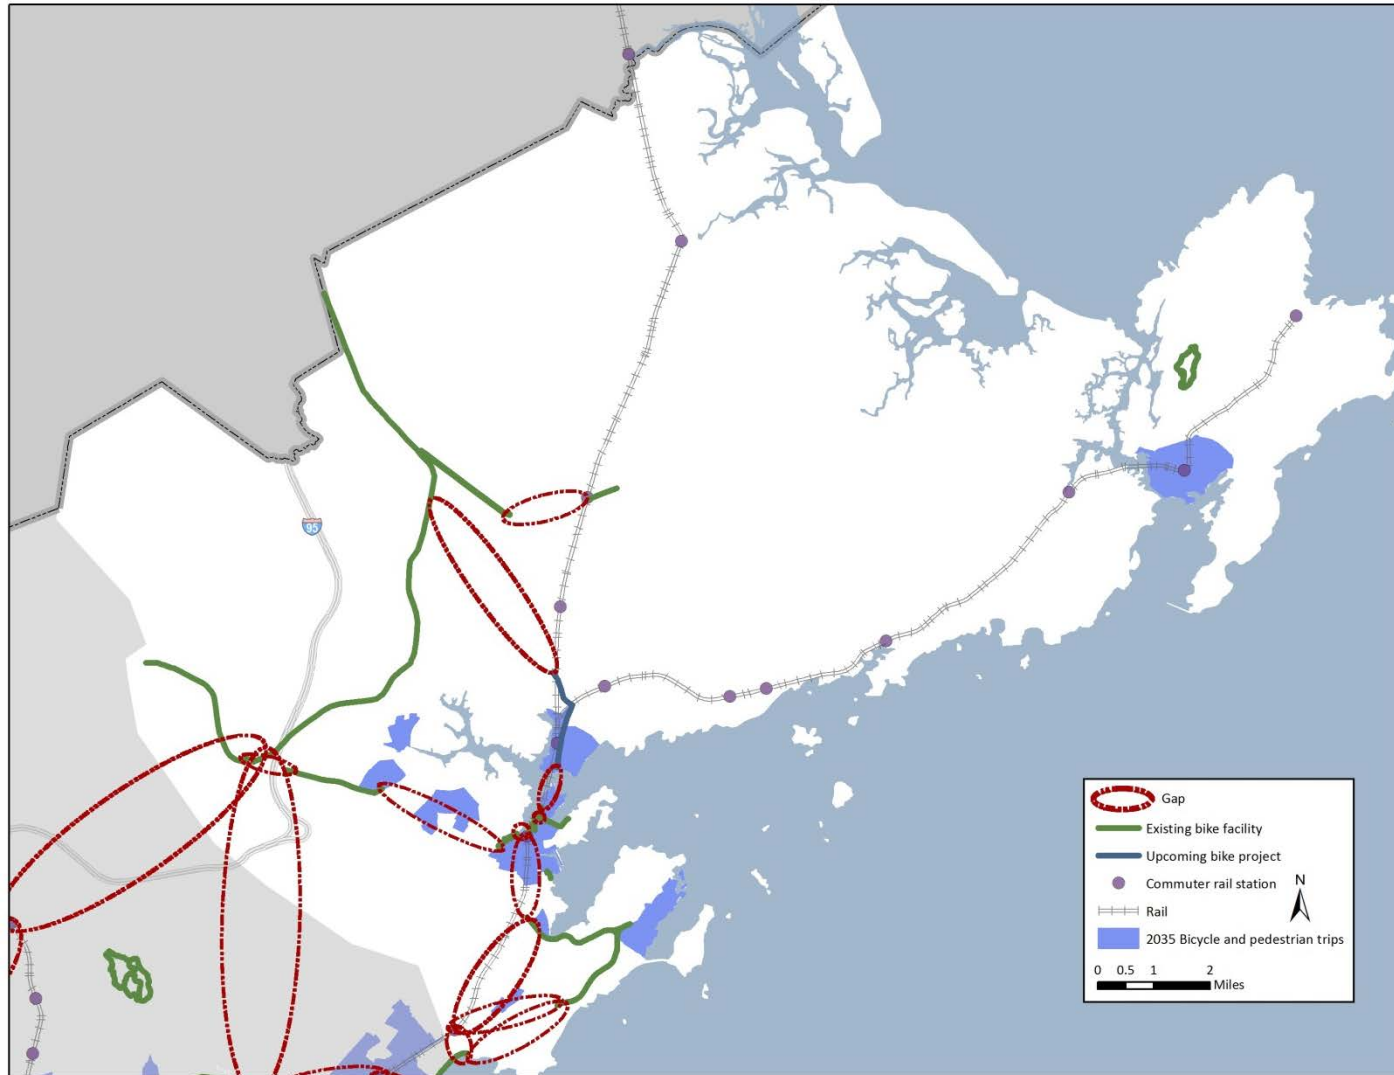 95
Gap
Existing bike facility
Upcoming bike project
Commuter rail station
N
Rail
2035 Bicycle and pedestrian trips
0 0.5 1 2
Miles